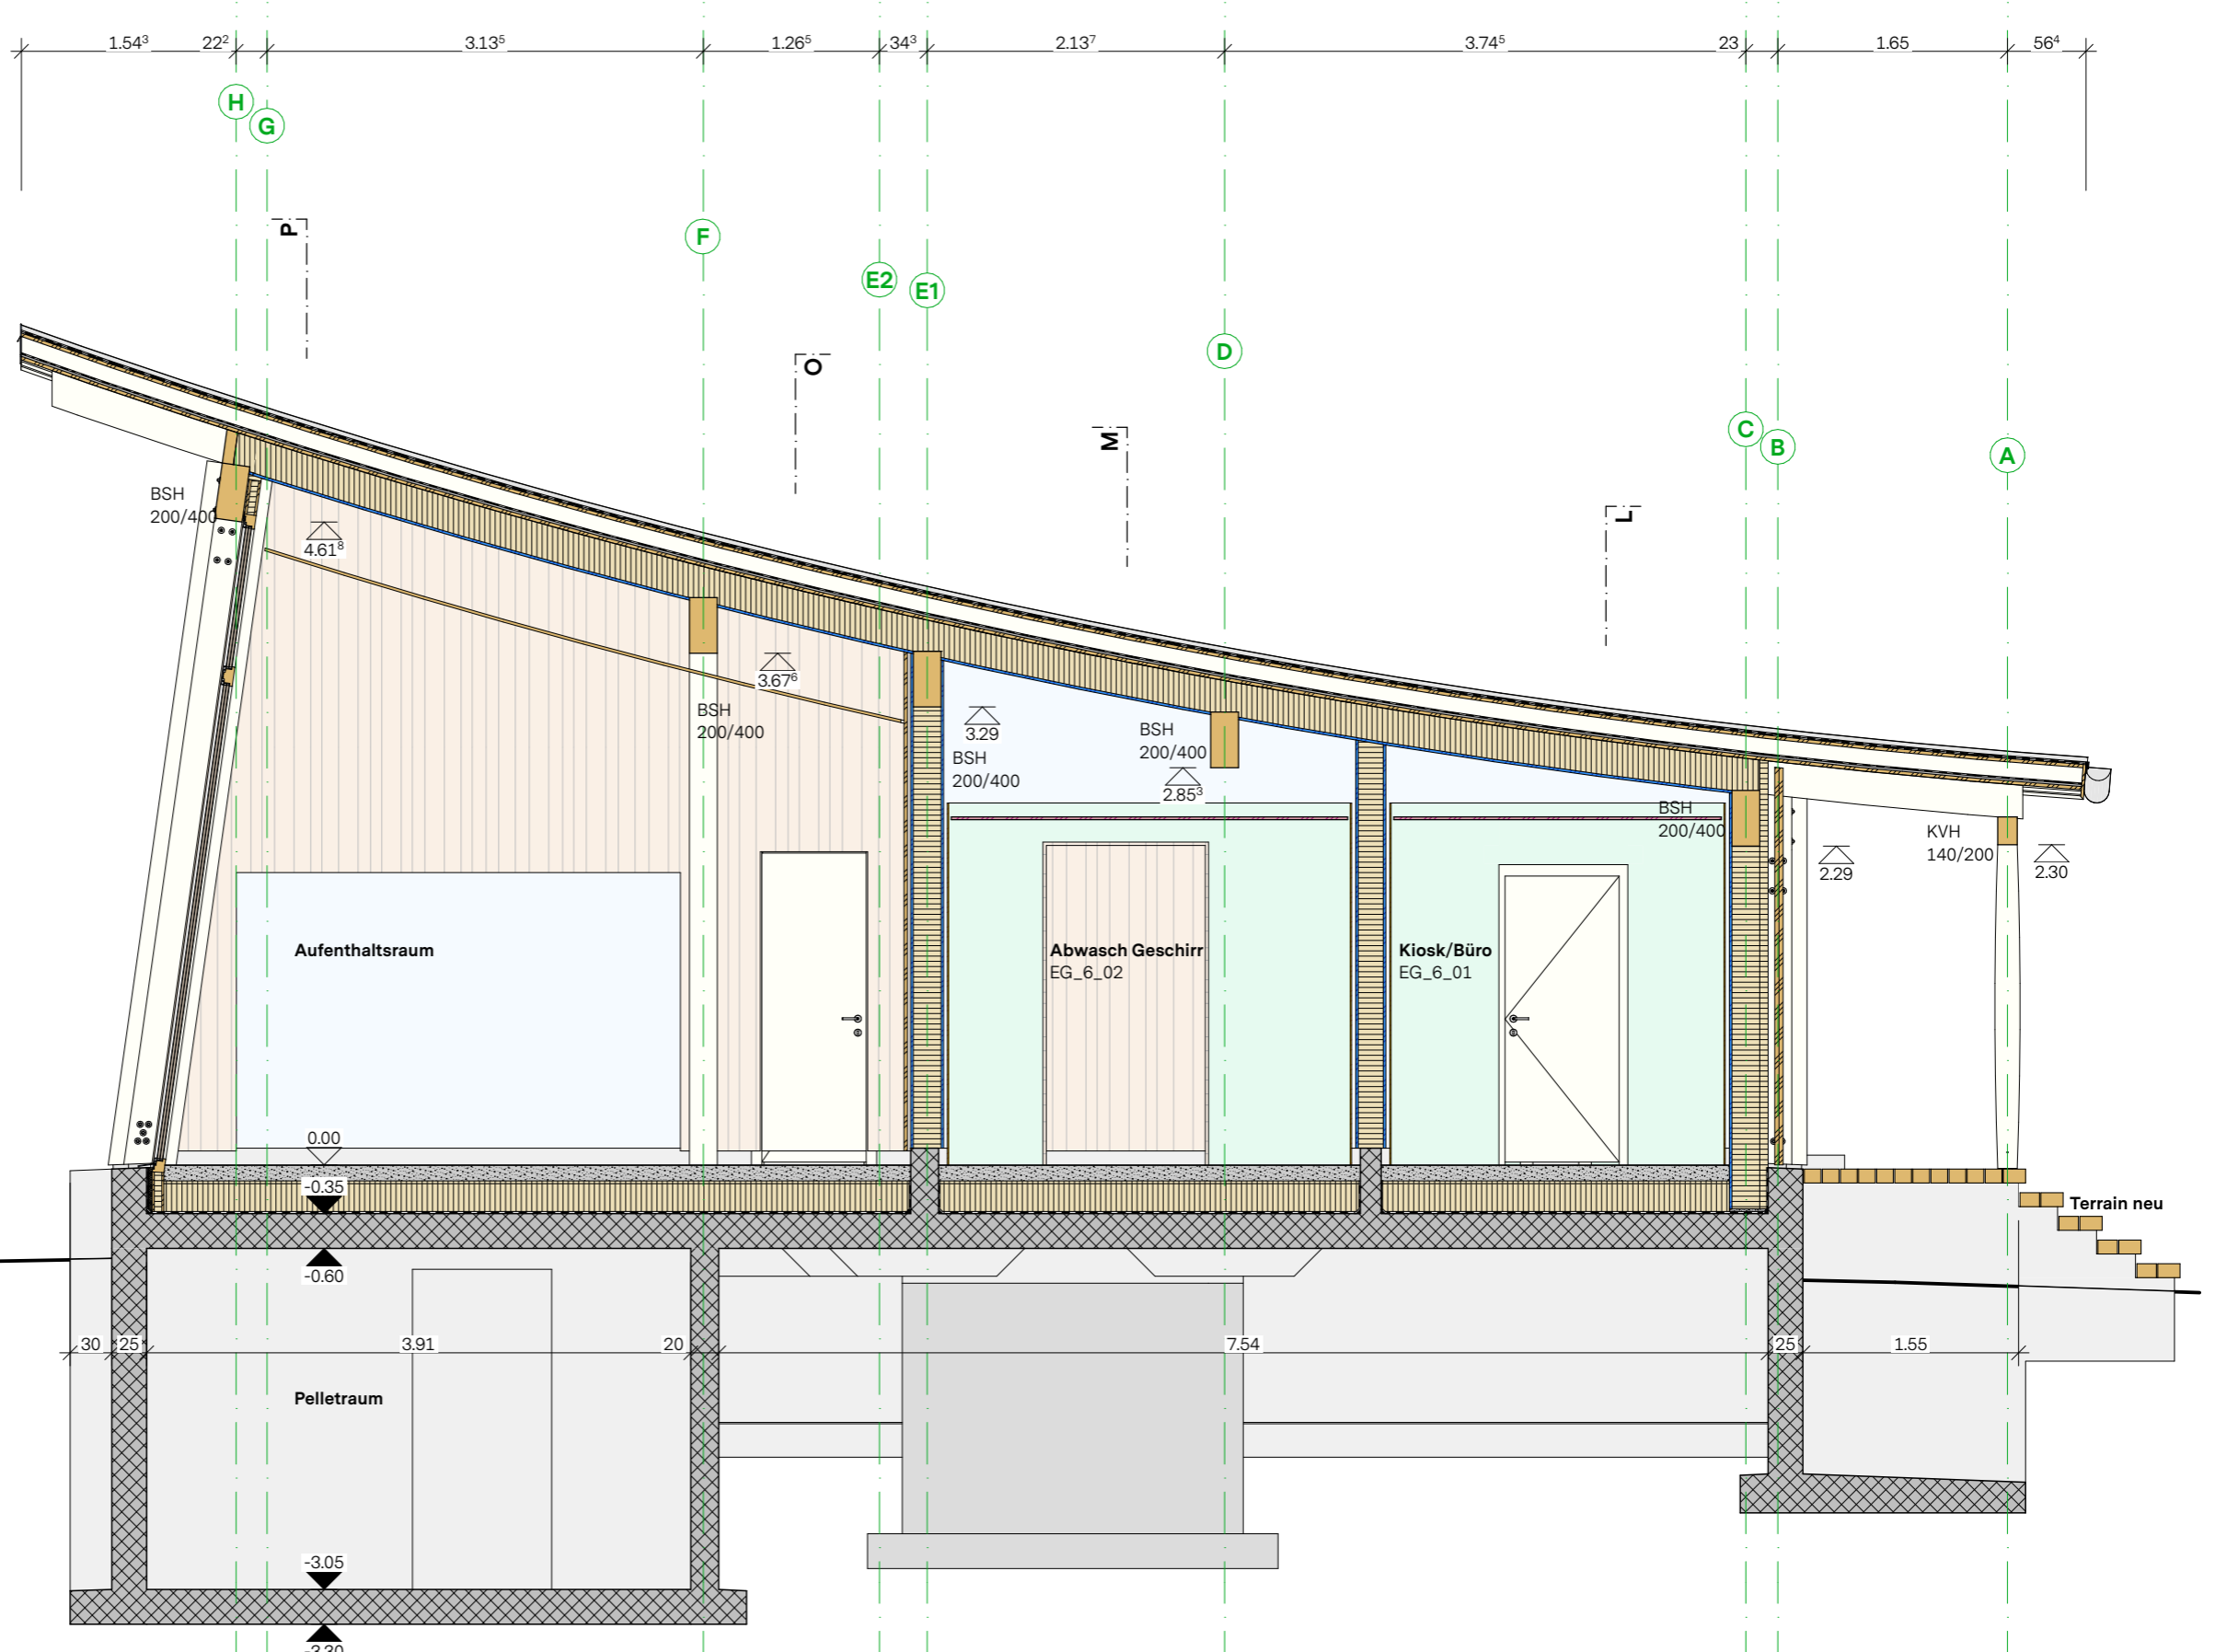 1.54³ 22² 3.13⁵ 1.26⁵ 34³ 2.13⁷ 3.74⁵ 23 1.65 56⁴
H
G
P
F
E2
E1
O
D
M
C
B
A
L
BSH
200/400
4.61⁸
3.67⁶
BSH
200/400
3.29
BSH
200/400
BSH
200/400
2.85³
BSH
200/400
2.29
KVH
140/200
2.30
Aufenthaltsraum
Abwasch Geschirr
EG_6_02
Kiosk/Büro
EG_6_01
0.00
-0.35
Terrain neu
-0.60
30 25 3.91 20 7.54 25 1.55
Pelletraum
-3.05
-3.30